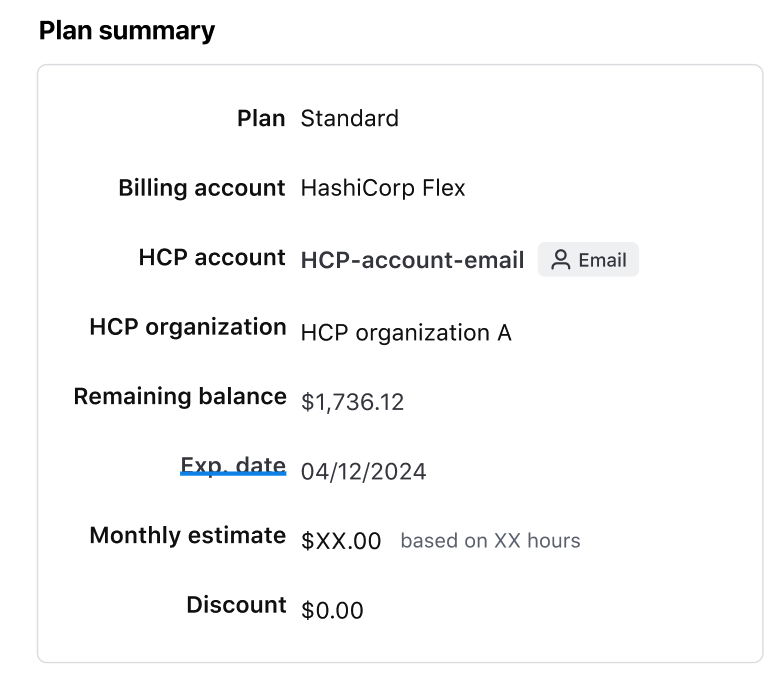 Plan summary
Plan Standard
Billing account HashiCorp Flex
HCP account HCP-account-email Email
HCP organization HCP organization A
Remaining balance $1,736.12
Exp. date 04/12/2024
Monthly estimate $XX.00 based on XX hours
Discount $0.00